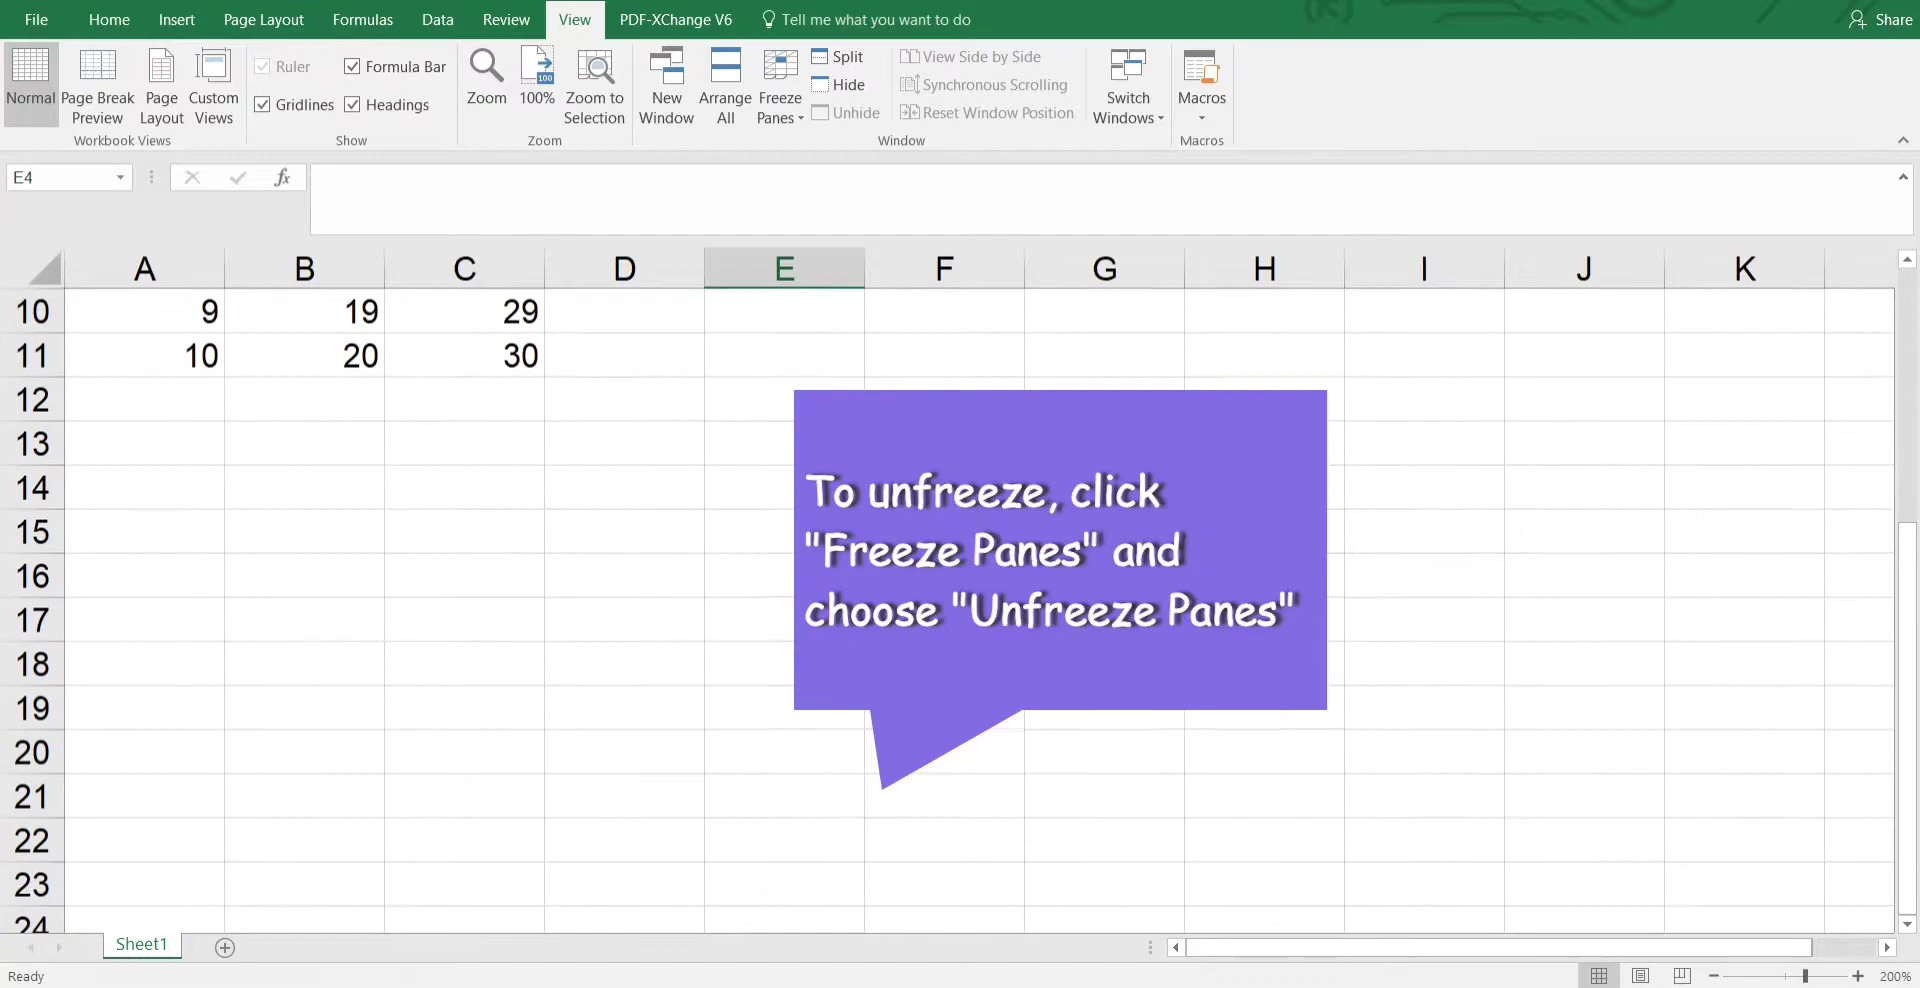 File Home Insert Page Layout Formulas Data Review View PDF-XChange V6 Tell me what you want to do Share
Normal
Page Break Preview
Page Layout
Custom Views
Workbook Views
Ruler
Formula Bar
Gridlines
Headings
Show
Zoom
100
100%
Zoom to Selection
Zoom
New Window
Arrange All
Freeze Panes
Split
Hide
Unhide
View Side by Side
Synchronous Scrolling
Reset Window Position
Window
Switch Windows
Macros
Macros
E4
fx
A B C D E F G H I J K
10 9 19 29
11 10 20 30
12
13
14
15
16
17
18
19
20
21
22
23
24
To unfreeze, click
"Freeze Panes" and
choose "Unfreeze Panes"
Sheet1
Ready
200%